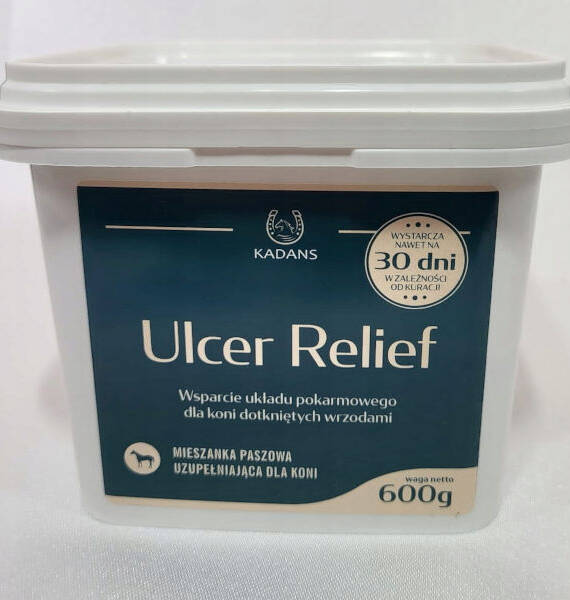 KADANS
WYSTARCZA
NAWET NA
30 dni
W ZALEŻNOŚCI
OD KURACJI
Ulcer Relief
Wsparcie układu pokarmowego
dla koni dotkniętych wrzodami
MIESZANKA PASZOWA
UZUPEŁNIAJĄCA DLA KONI
waga netto
600g